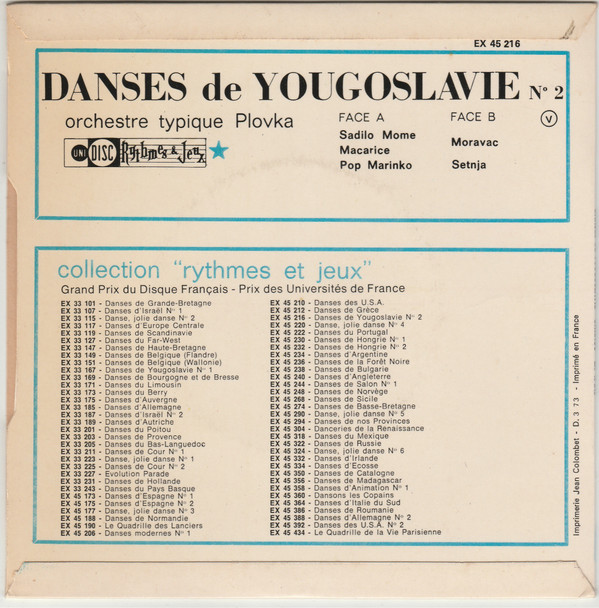 EX 45 216
DANSES de YOUGOSLAVIE N° 2
orchestre typique Plovka
UNI DISC Rythmes & Jeux
FACE A
Sadilo Mome
Macarice
Pop Marinko
FACE B
Moravac
Setnja
V
collection "rythmes et jeux"
Grand Prix du Disque Français - Prix des Universités de France
EX 33 101 - Danses de Grande-Bretagne
EX 33 107 - Danses d'Israël N° 1
EX 33 115 - Danse, jolie danse N° 2
EX 33 117 - Danses d'Europe Centrale
EX 33 119 - Danses de Scandinavie
EX 33 127 - Danses du Far-West
EX 33 147 - Danses de Haute-Bretagne
EX 33 149 - Danses de Belgique (Flandre)
EX 33 151 - Danses de Belgique (Wallonie)
EX 33 167 - Danses de Yougoslavie N° 1
EX 33 169 - Danses de Bourgogne et de Bresse
EX 33 171 - Danses du Limousin
EX 33 173 - Danses du Berry
EX 33 175 - Danses d'Auvergne
EX 33 185 - Danses d'Allemagne
EX 33 187 - Danses d'Israël N° 2
EX 33 189 - Danses d'Autriche
EX 33 201 - Danses du Poitou
EX 33 203 - Danses de Provence
EX 33 205 - Danses du Bas-Languedoc
EX 33 211 - Danses de Cour N° 1
EX 33 223 - Danse, jolie danse N° 1
EX 33 225 - Danses de Cour N° 2
EX 33 227 - Evolution Parade
EX 33 231 - Danses de Hollande
EX 33 243 - Danses du Pays Basque
EX 45 173 - Danses d'Espagne N° 1
EX 45 175 - Danses d'Espagne N° 2
EX 45 177 - Danse, jolie danse N° 3
EX 45 188 - Danses de Normandie
EX 45 190 - Le Quadrille des Lanciers
EX 45 206 - Danses modernes N° 1
EX 45 210 - Danses des U.S.A.
EX 45 212 - Danses de Grèce
EX 45 216 - Danses de Yougoslavie N° 2
EX 45 220 - Danse, jolie danse N° 4
EX 45 222 - Danses du Portugal
EX 45 230 - Danses de Hongrie N° 1
EX 45 232 - Danses de Hongrie N° 2
EX 45 234 - Danses d'Argentine
EX 45 236 - Danses de la Forêt Noire
EX 45 238 - Danses de Bulgarie
EX 45 240 - Danses d'Angleterre
EX 45 244 - Danses de Salon N° 1
EX 45 248 - Danses de Norvège
EX 45 268 - Danses de Sicile
EX 45 274 - Danses de Basse-Bretagne
EX 45 290 - Danse, jolie danse N° 5
EX 45 294 - Danses de nos Provinces
EX 45 304 - Danceries de la Renaissance
EX 45 318 - Danses du Mexique
EX 45 322 - Danses de Russie
EX 45 324 - Danse, jolie danse N° 6
EX 45 332 - Danses d'Irlande
EX 45 334 - Danses d'Ecosse
EX 45 350 - Danses de Catalogne
EX 45 356 - Danses de Madagascar
EX 45 358 - Danses d'Animation N° 1
EX 45 360 - Dansons les Copains
EX 45 364 - Danses d'Italie du Sud
EX 45 386 - Danses de Roumanie
EX 45 388 - Danses d'Allemagne N° 2
EX 45 392 - Danses des U.S.A. N° 2
EX 45 434 - Le Quadrille de la Vie Parisienne
Imprimerie Jean Colombet - D. 3 73 - Imprimé en France